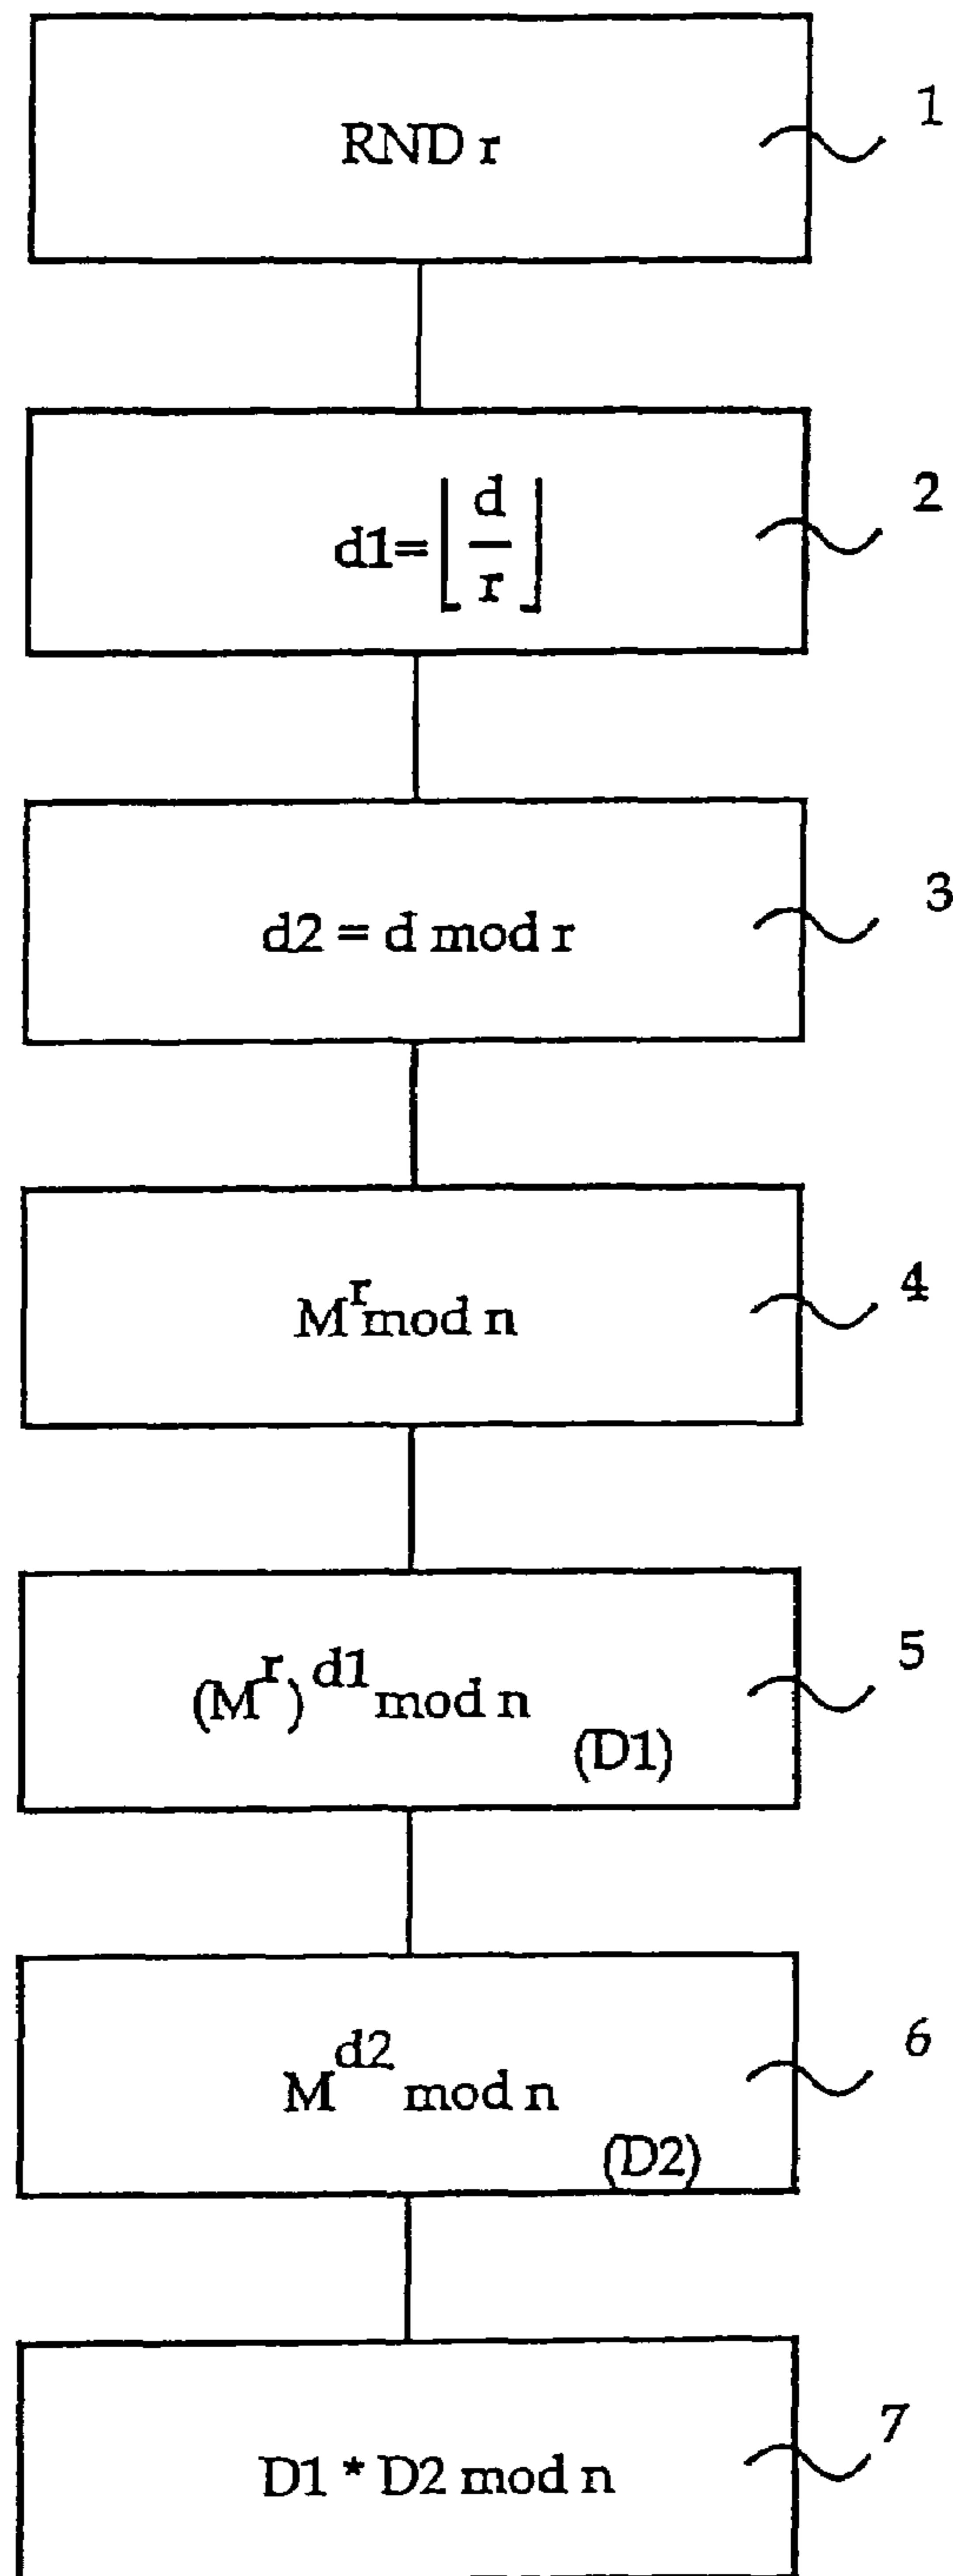 RND r
1
d1=⌊d/r⌋
2
d2 = d mod r
3
M^r mod n
4
(M^r)^d1 mod n
(D1)
5
M^d2 mod n
(D2)
6
D1 * D2 mod n
7